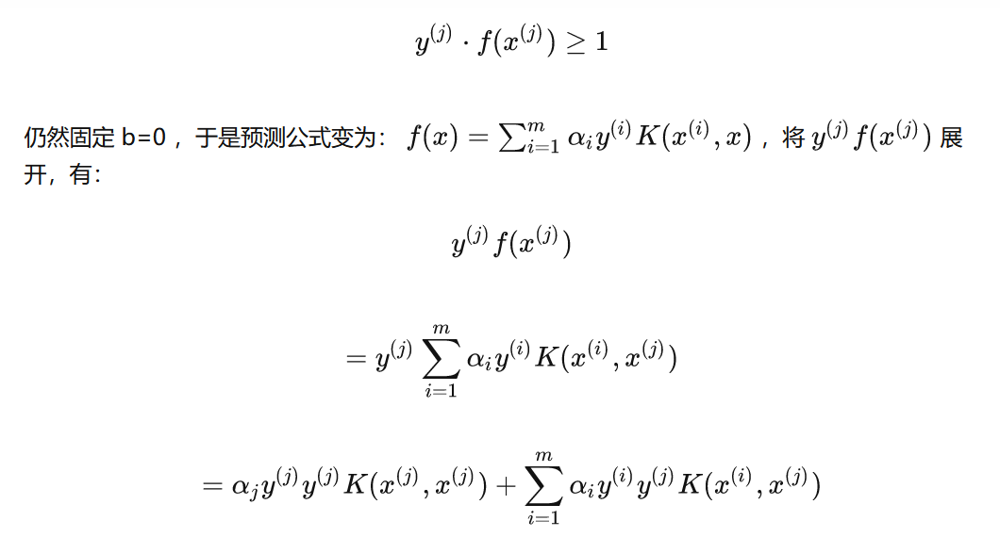 $y^{(j)} \cdot f(x^{(j)}) \geq 1$
仍然固定 b=0 ，于是预测公式变为： $f(x) = \sum_{i=1}^{m} \alpha_i y^{(i)} K(x^{(i)}, x)$ ，将 $y^{(j)} f(x^{(j)})$ 展
开，有：
$y^{(j)} f(x^{(j)})$
$= y^{(j)} \sum_{i=1}^{m} \alpha_i y^{(i)} K(x^{(i)}, x^{(j)})$
$= \alpha_j y^{(j)} y^{(j)} K(x^{(j)}, x^{(j)}) + \sum_{i=1}^{m} \alpha_i y^{(i)} y^{(j)} K(x^{(i)}, x^{(j)})$